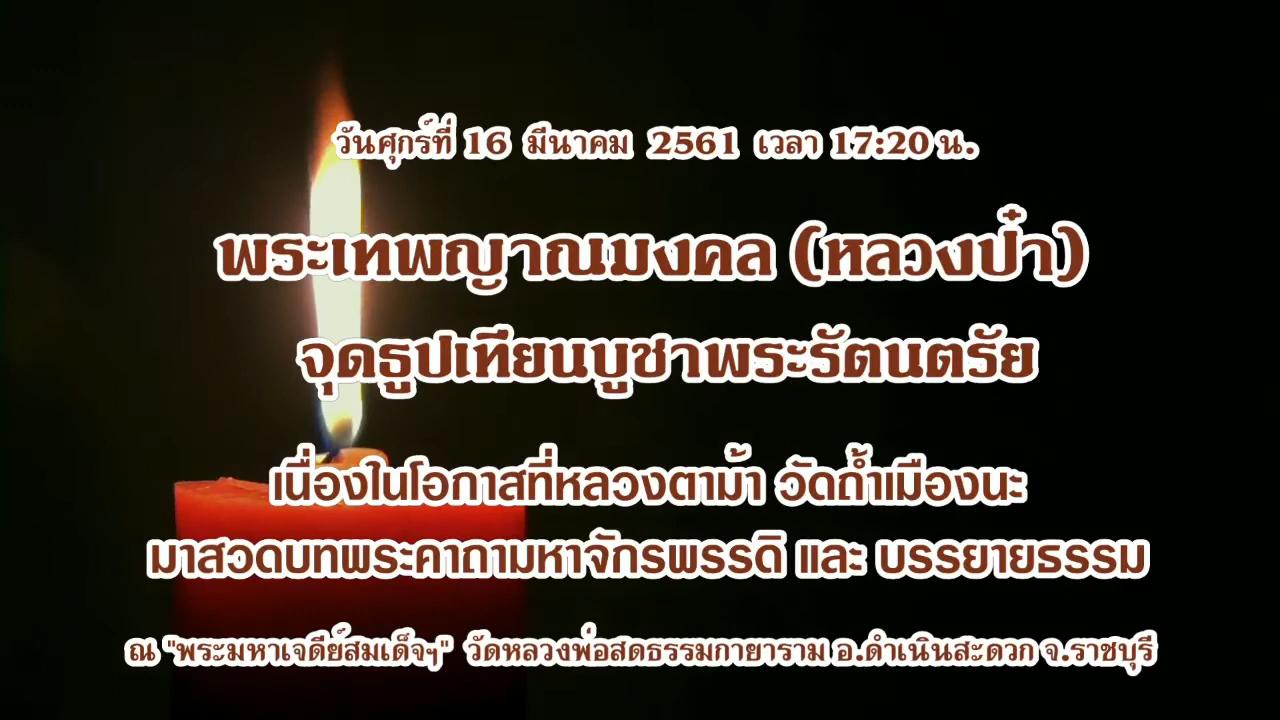 วันศุกร์ที่ 16 มีนาคม 2561 เวลา 17:20 น.
พระเทพญาณมงคล (หลวงป๋า)
จุดธูปเทียนบูชาพระรัตนตรัย
เนื่องในโอกาสที่หลวงตาม้า วัดถ้ำเมืองนะ
มาสวดบทพระคาถามหาจักรพรรดิ และ บรรยายธรรม
ณ "พระมหาเจดีย์สมเด็จฯ" วัดหลวงพ่อสดธรรมกายาราม อ.ดำเนินสะดวก จ.ราชบุรี